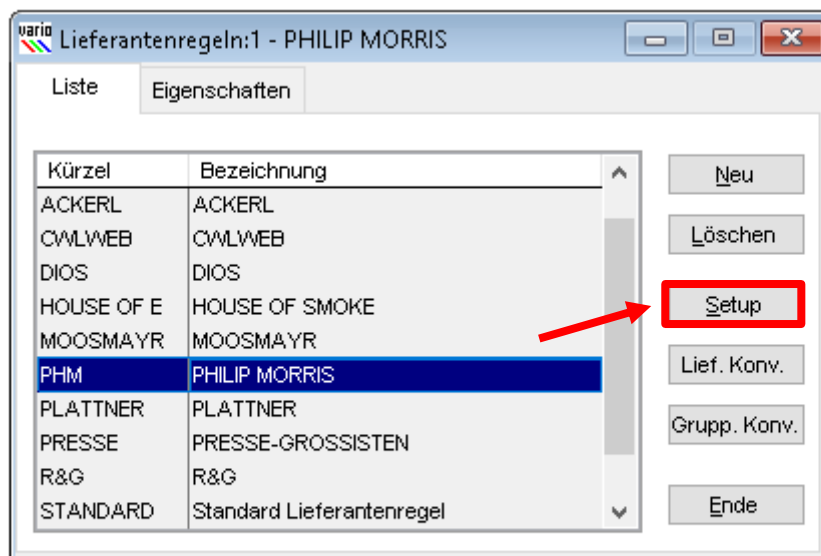 vario
Lieferantenregeln:1 - PHILIP MORRIS
Liste Eigenschaften
Kürzel Bezeichnung
ACKERL ACKERL
CWLWEB CWLWEB
DIOS DIOS
HOUSE OF E HOUSE OF SMOKE
MOOSMAYR MOOSMAYR
PHM PHILIP MORRIS
PLATTNER PLATTNER
PRESSE PRESSE-GROSSISTEN
R&G R&G
STANDARD Standard Lieferantenregel
Neu
Löschen
Setup
Lief. Konv.
Grupp. Konv.
Ende